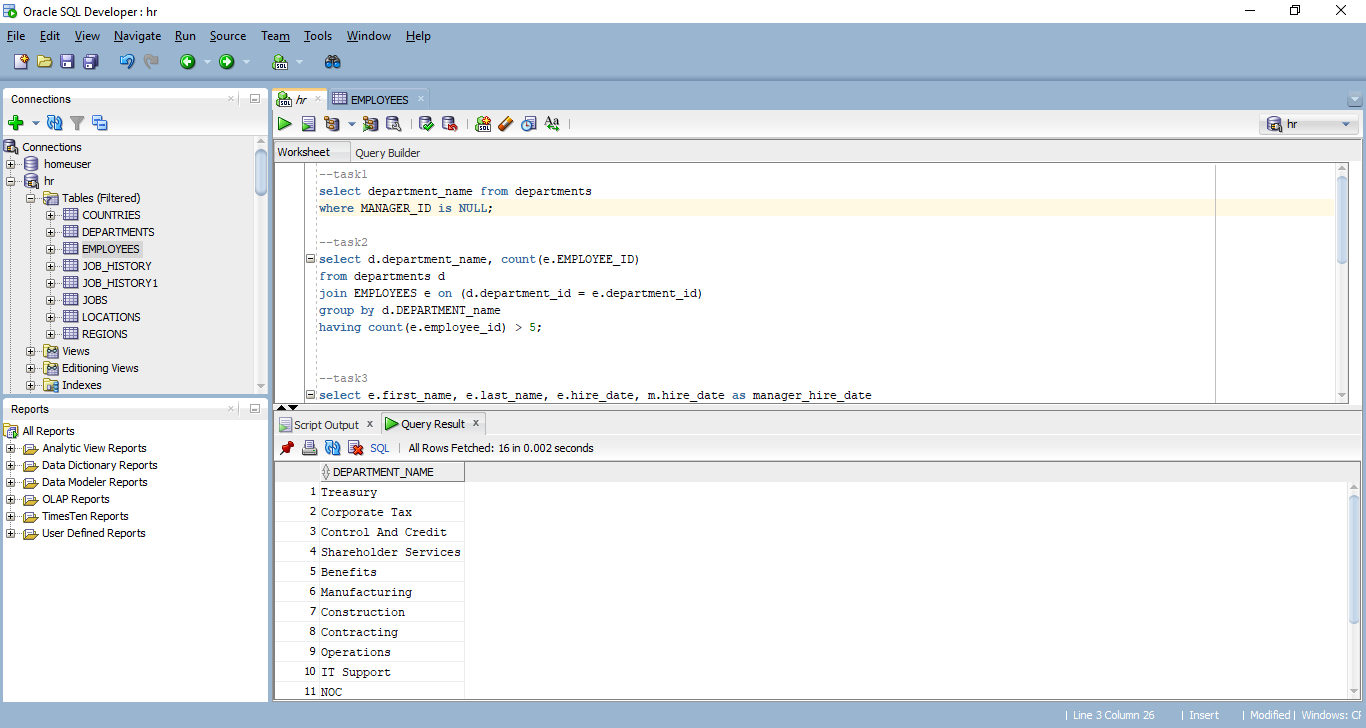 Oracle SQL Developer : hr
File Edit View Navigate Run Source Team Tools Window Help
Connections
Connections
homeuser
hr
Tables (Filtered)
COUNTRIES
DEPARTMENTS
EMPLOYEES
JOB_HISTORY
JOB_HISTORY1
JOBS
LOCATIONS
REGIONS
Views
Editioning Views
Indexes
Reports
All Reports
Analytic View Reports
Data Dictionary Reports
Data Modeler Reports
OLAP Reports
TimesTen Reports
User Defined Reports
hr EMPLOYEES
SQL Aa hr
Worksheet Query Builder
--task1
select department_name from departments
where MANAGER_ID is NULL;
--task2
select d.department_name, count(e.EMPLOYEE_ID)
from departments d
join EMPLOYEES e on (d.department_id = e.department_id)
group by d.DEPARTMENT_name
having count(e.employee_id) > 5;
--task3
select e.first_name, e.last_name, e.hire_date, m.hire_date as manager_hire_date
Script Output x Query Result x
SQL | All Rows Fetched: 16 in 0.002 seconds
DEPARTMENT_NAME
1 Treasury
2 Corporate Tax
3 Control And Credit
4 Shareholder Services
5 Benefits
6 Manufacturing
7 Construction
8 Contracting
9 Operations
10 IT Support
11 NOC
| Line 3 Column 26 | Insert | Modified | Windows: CF